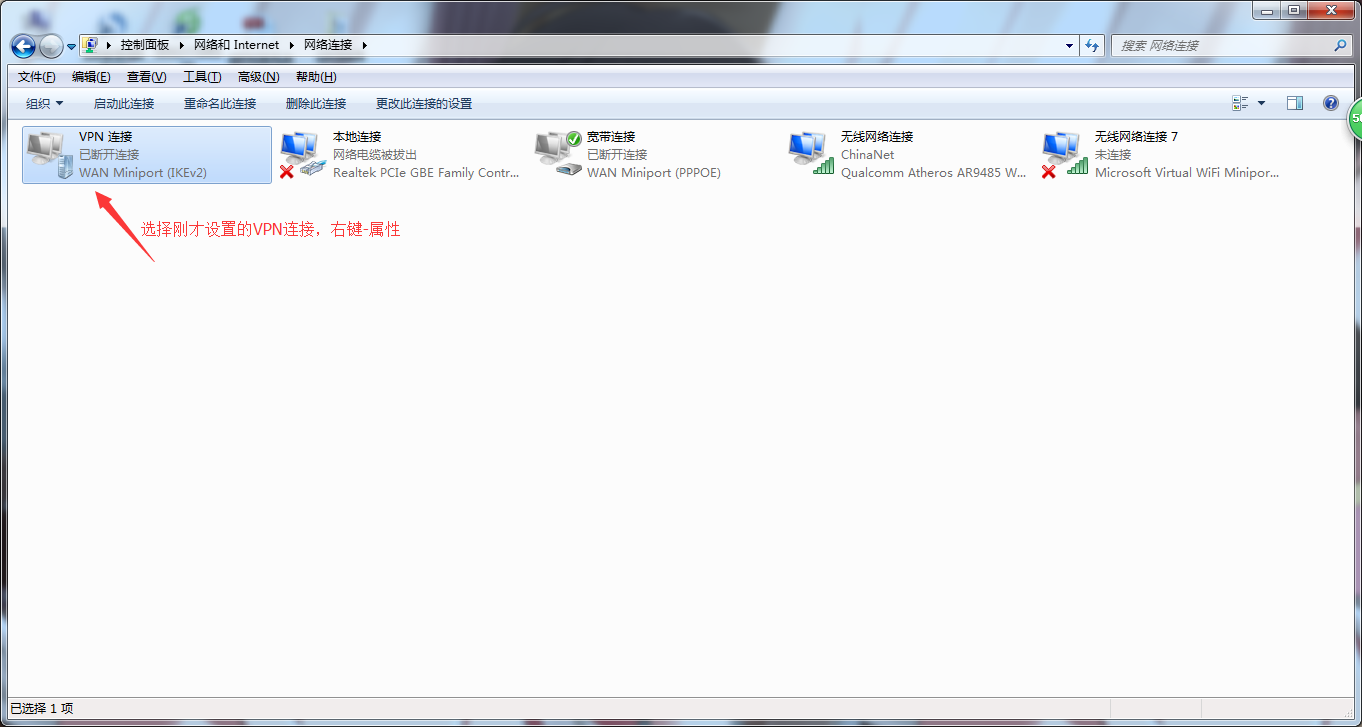 控制面板 网络和 Internet 网络连接
搜索 网络连接
文件(F) 编辑(E) 查看(V) 工具(T) 高级(N) 帮助(H)
组织 启动此连接 重命名此连接 删除此连接 更改此连接的设置
VPN 连接
已断开连接
WAN Miniport (IKEv2)
本地连接
网络电缆被拔出
Realtek PCIe GBE Family Contr...
宽带连接
已断开连接
WAN Miniport (PPPOE)
无线网络连接
ChinaNet
Qualcomm Atheros AR9485 W...
无线网络连接 7
未连接
Microsoft Virtual WiFi Minipor...
选择刚才设置的VPN连接，右键-属性
已选择 1 项